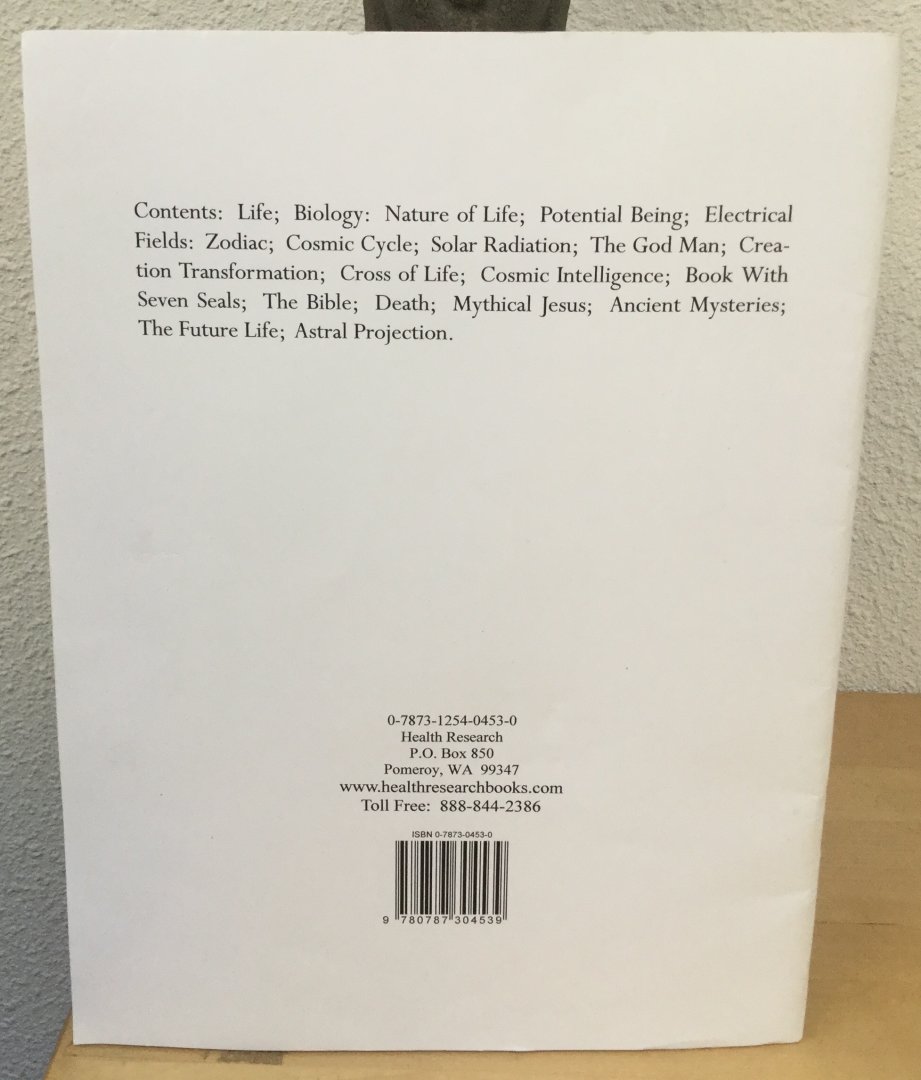 Contents: Life; Biology: Nature of Life; Potential Being; Electrical
Fields: Zodiac; Cosmic Cycle; Solar Radiation; The God Man; Crea-
tion Transformation; Cross of Life; Cosmic Intelligence; Book With
Seven Seals; The Bible; Death; Mythical Jesus; Ancient Mysteries;
The Future Life; Astral Projection.
0-7873-1254-0453-0
Health Research
P.O. Box 850
Pomeroy, WA 99347
www.healthresearchbooks.com
Toll Free: 888-844-2386
ISBN 0-7873-0453-0
9 780787 304539